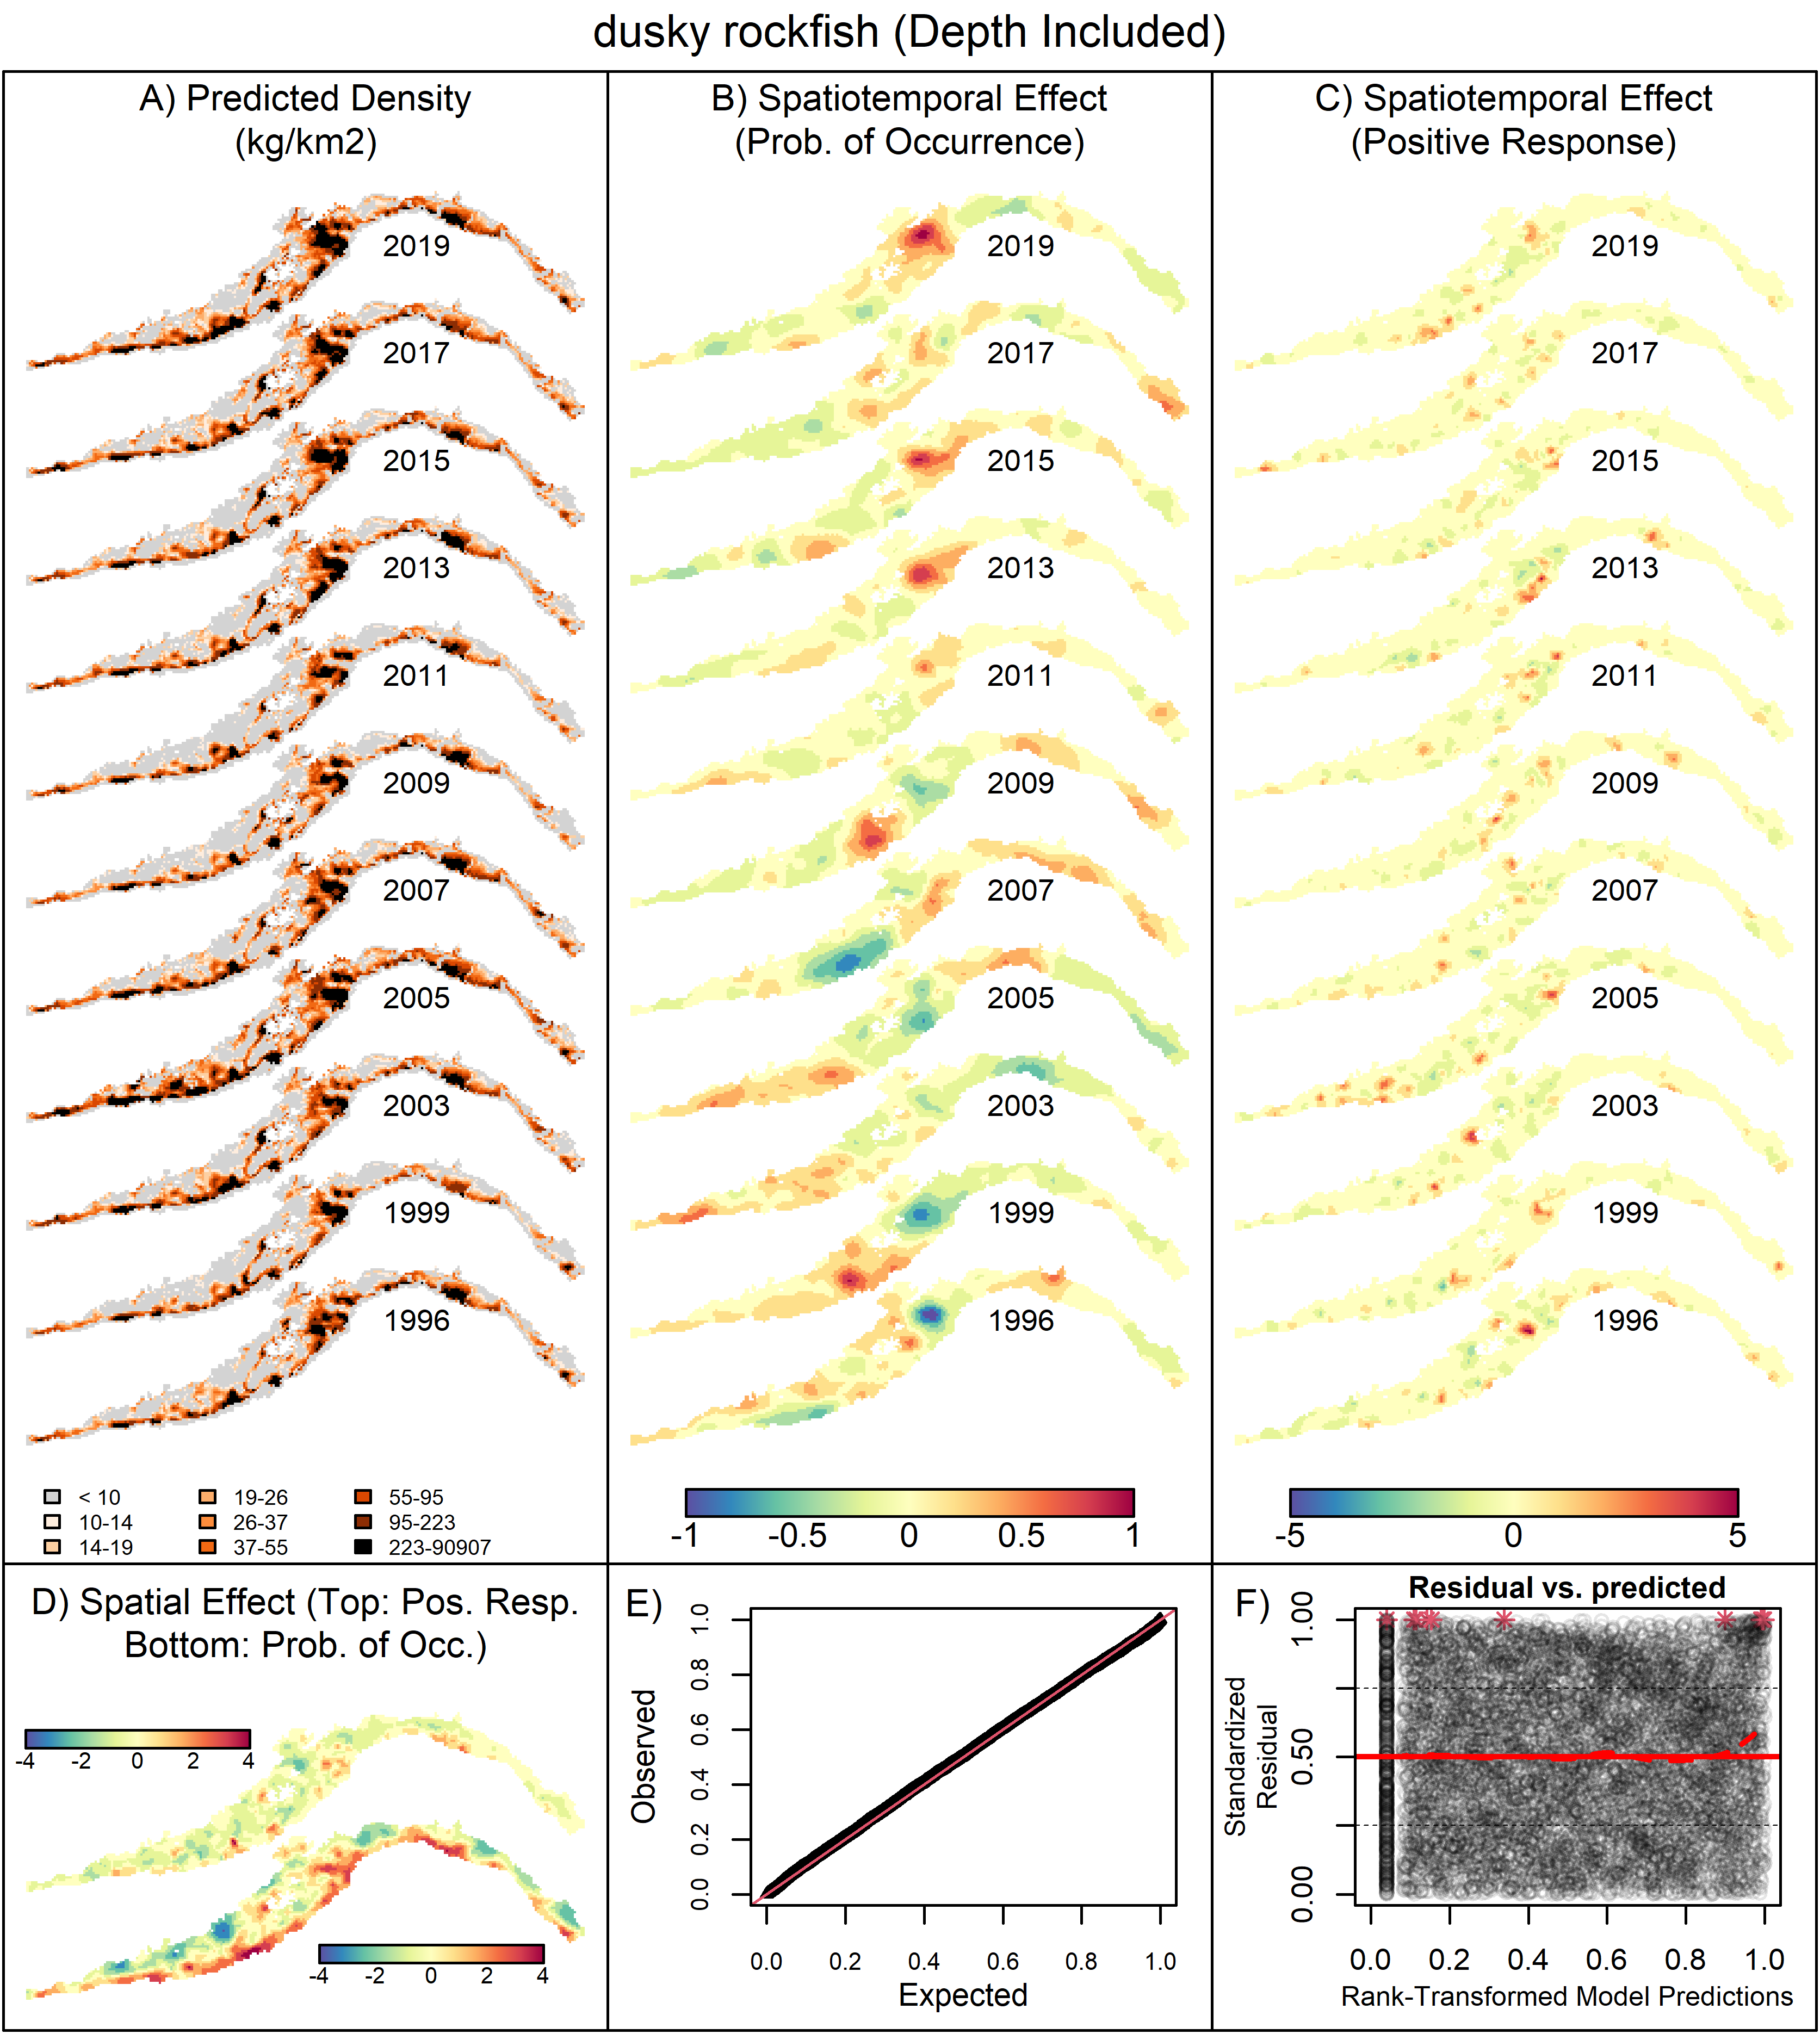 dusky rockfish (Depth Included)
A) Predicted Density
(kg/km2)
2019
2017
2015
2013
2011
2009
2007
2005
2003
1999
1996
< 10
19-26
55-95
10-14
26-37
95-223
14-19
37-55
223-90907
B) Spatiotemporal Effect
(Prob. of Occurrence)
2019
2017
2015
2013
2011
2009
2007
2005
2003
1999
1996
-1 -0.5 0 0.5 1
C) Spatiotemporal Effect
(Positive Response)
2019
2017
2015
2013
2011
2009
2007
2005
2003
1999
1996
-5 0 5
D) Spatial Effect (Top: Pos. Resp.
Bottom: Prob. of Occ.)
-4 -2 0 2 4
-4 -2 0 2 4
E)
Observed
1.0
0.8
0.6
0.4
0.2
0.0
0.0 0.2 0.4 0.6 0.8 1.0
Expected
F)
Residual vs. predicted
Standardized
Residual
1.00
0.50
0.00
0.0 0.2 0.4 0.6 0.8 1.0
Rank-Transformed Model Predictions